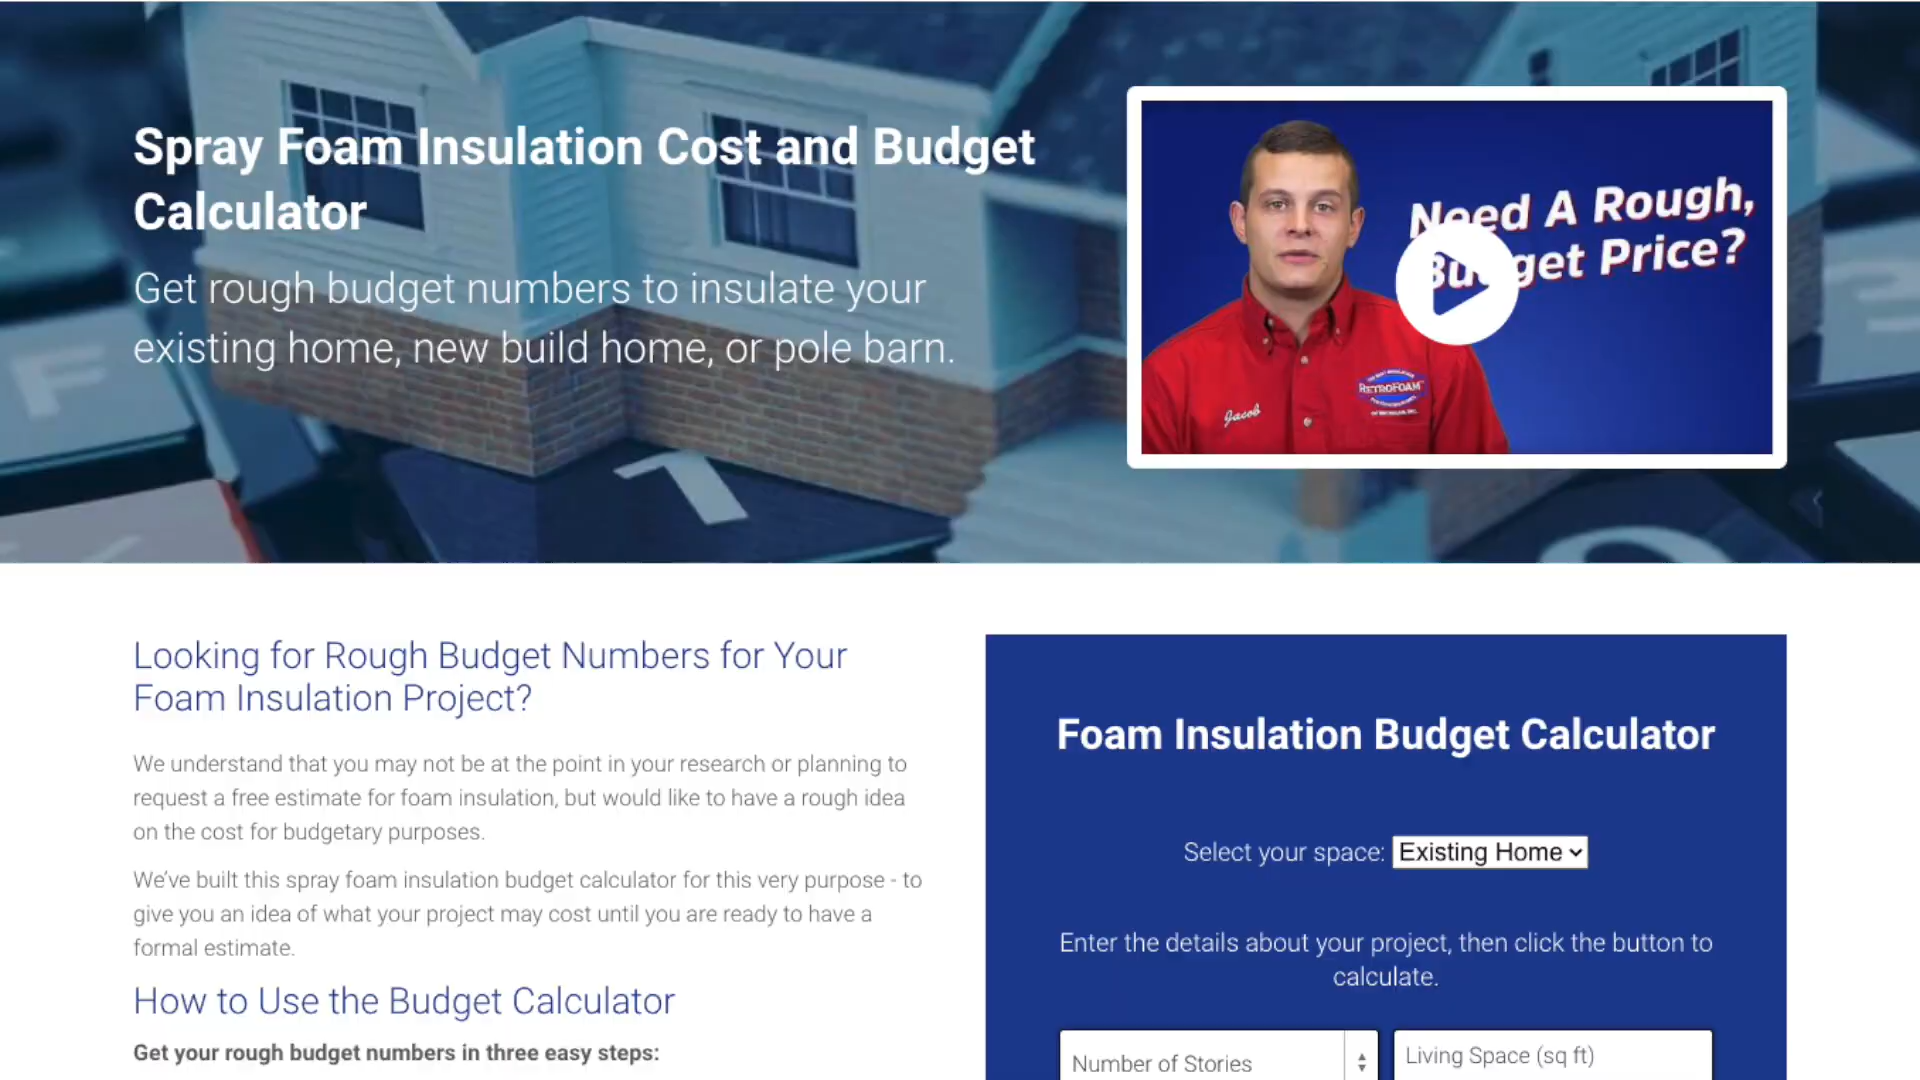 Spray Foam Insulation Cost and Budget
Calculator
Get rough budget numbers to insulate your
existing home, new build home, or pole barn.
Need A Rough,
Budget Price?
Jacob
RETROFOAM
Looking for Rough Budget Numbers for Your
Foam Insulation Project?
We understand that you may not be at the point in your research or planning to
request a free estimate for foam insulation, but would like to have a rough idea
on the cost for budgetary purposes.
We've built this spray foam insulation budget calculator for this very purpose - to
give you an idea of what your project may cost until you are ready to have a
formal estimate.
How to Use the Budget Calculator
Get your rough budget numbers in three easy steps:
Foam Insulation Budget Calculator
Select your space: Existing Home
Enter the details about your project, then click the button to
calculate.
Number of Stories
Living Space (sq ft)